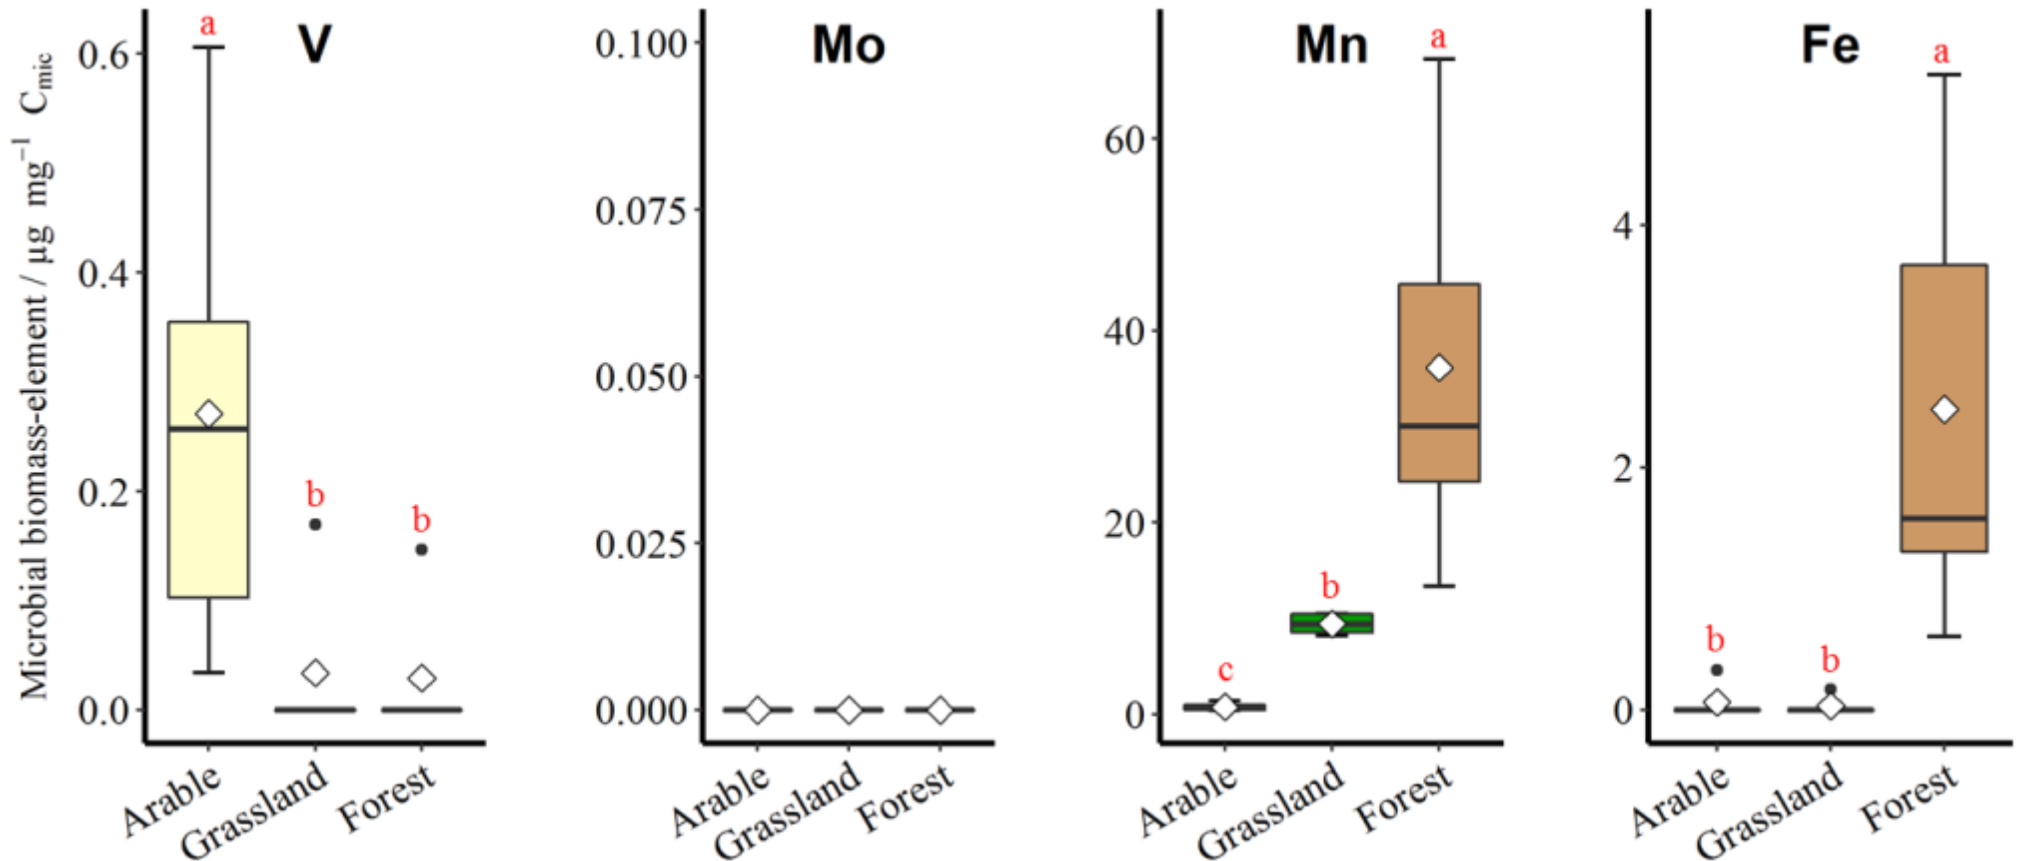 Microbial biomass-element / µg mg⁻¹ Cmic
V
0.6
0.4
0.2
0.0
a
b
b
Arable
Grassland
Forest
Mo
0.100
0.075
0.050
0.025
0.000
Arable
Grassland
Forest
Mn
60
40
20
0
c
b
a
Arable
Grassland
Forest
Fe
4
2
0
b
b
a
Arable
Grassland
Forest